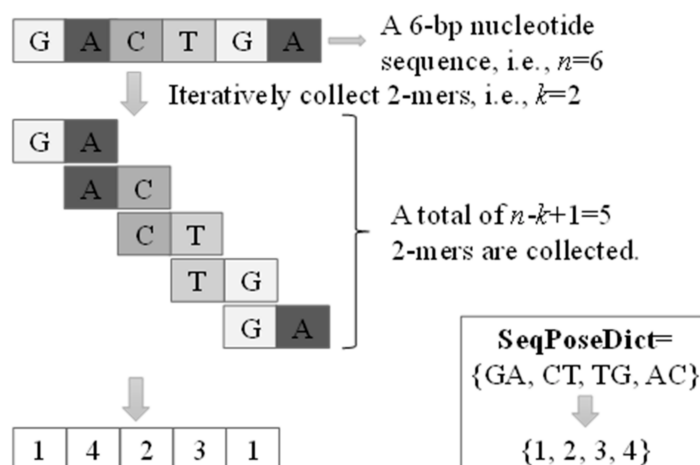 G A C T G A
A 6-bp nucleotide
sequence, i.e., n=6
Iteratively collect 2-mers, i.e., k=2
G A
A C
C T
T G
G A
A total of n-k+1=5
2-mers are collected.
SeqPoseDict=
{GA, CT, TG, AC}
{1, 2, 3, 4}
1 4 2 3 1